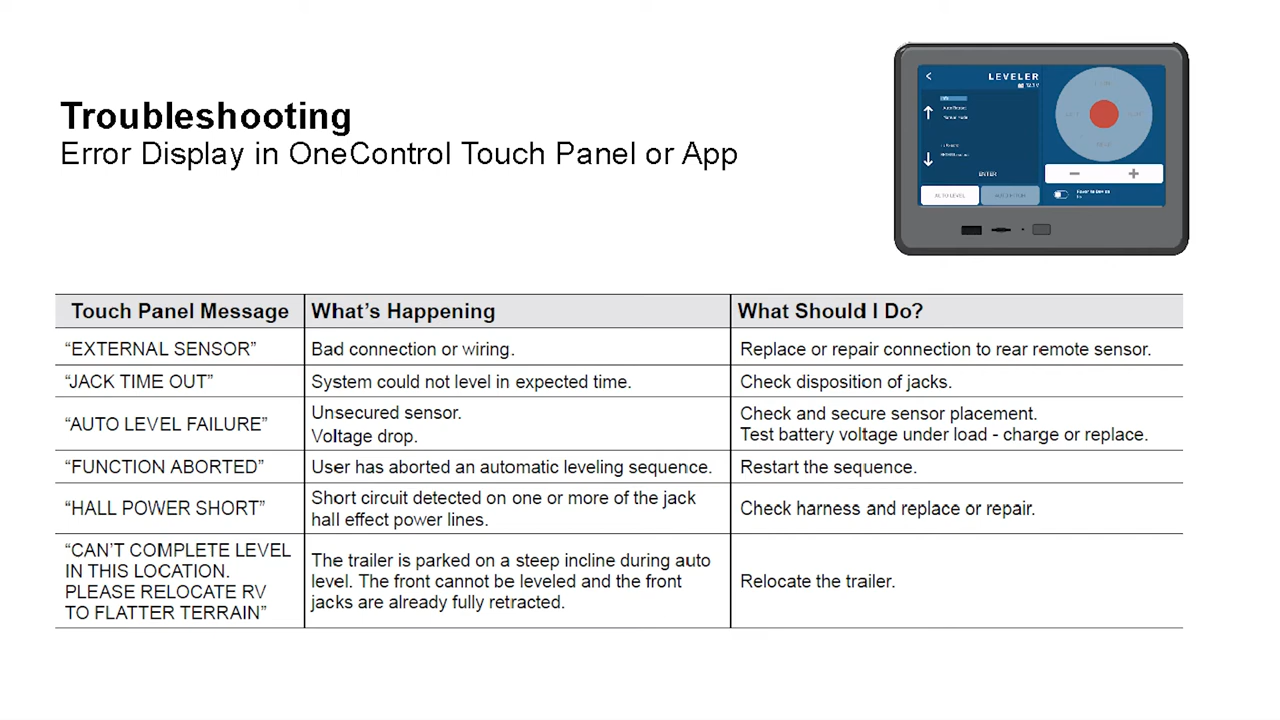 Troubleshooting
Error Display in OneControl Touch Panel or App
LEVELER
ENTER
AUTO LEVEL
Touch Panel Message What's Happening What Should I Do?
“EXTERNAL SENSOR” Bad connection or wiring. Replace or repair connection to rear remote sensor.
“JACK TIME OUT” System could not level in expected time. Check disposition of jacks.
“AUTO LEVEL FAILURE” Unsecured sensor. Check and secure sensor placement.
Voltage drop. Test battery voltage under load - charge or replace.
“FUNCTION ABORTED” User has aborted an automatic leveling sequence. Restart the sequence.
“HALL POWER SHORT” Short circuit detected on one or more of the jack
hall effect power lines. Check harness and replace or repair.
“CAN’T COMPLETE LEVEL
IN THIS LOCATION.
PLEASE RELOCATE RV
TO FLATTER TERRAIN”
The trailer is parked on a steep incline during auto
level. The front cannot be leveled and the front
jacks are already fully retracted.
Relocate the trailer.